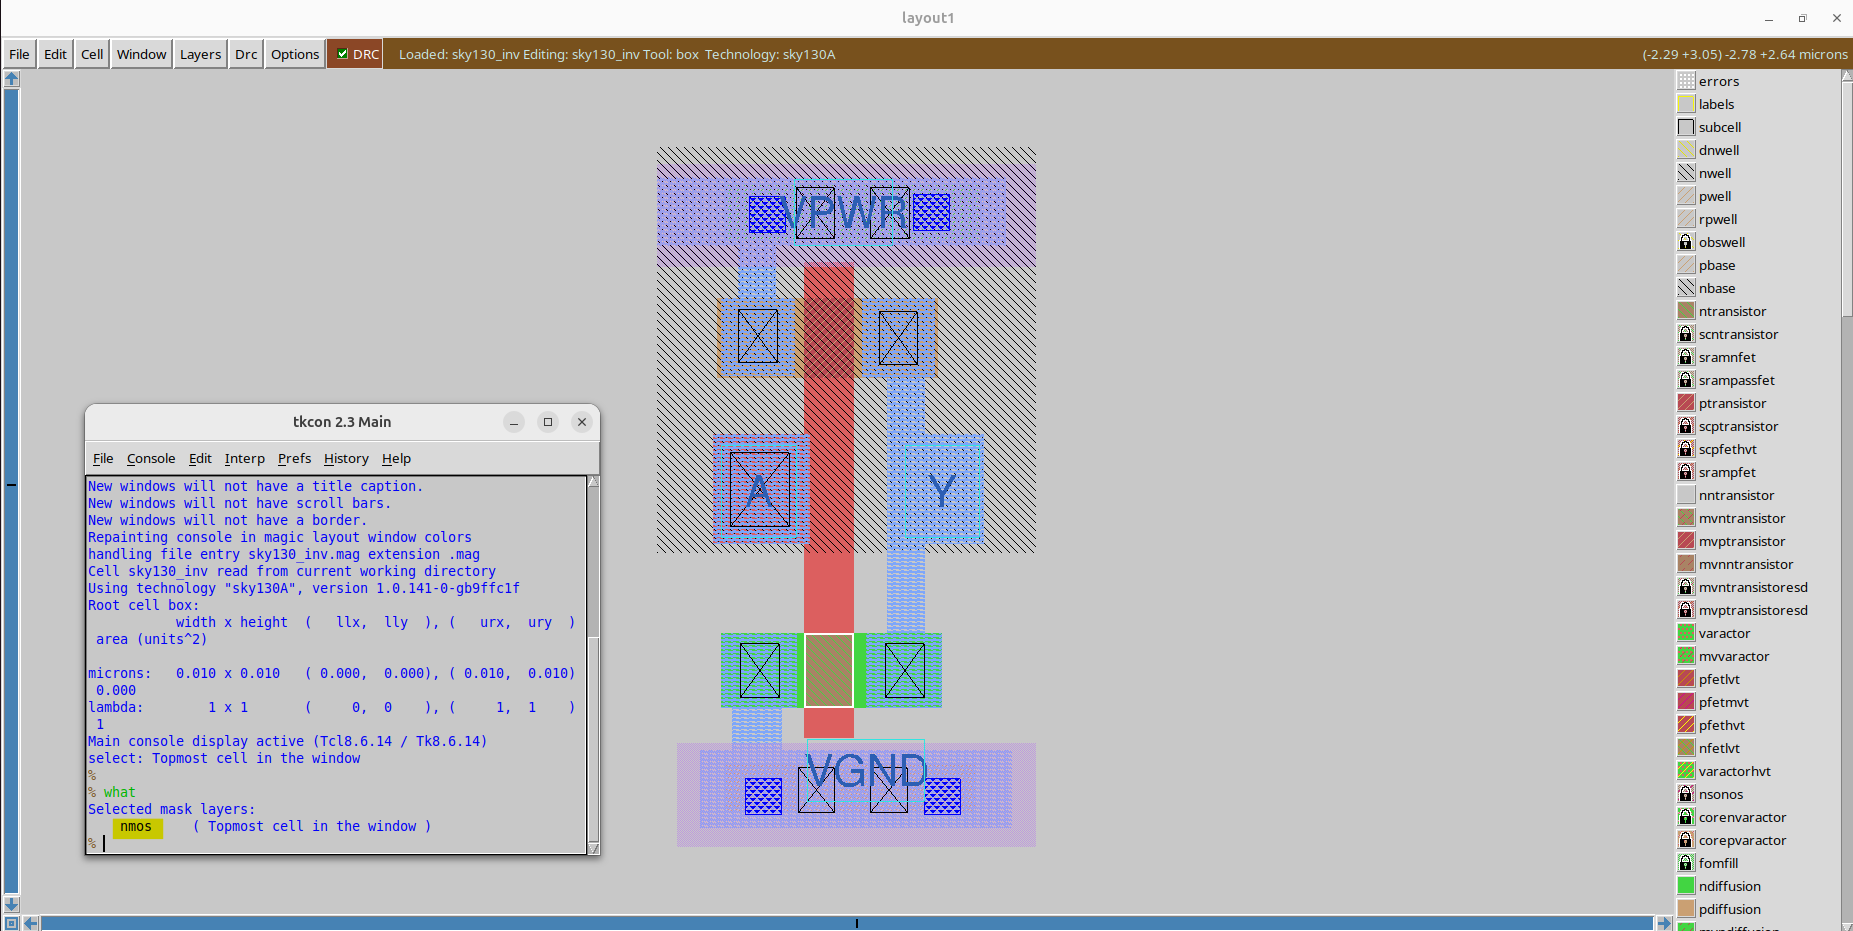 layout1
File Edit Cell Window Layers Drc Options DRC Loaded: sky130_inv Editing: sky130_inv Tool: box Technology: sky130A (-2.29 +3.05) -2.78 +2.64 microns
VPWR
A
Y
VGND
tkcon 2.3 Main
File Console Edit Interp Prefs History Help
New windows will not have a title caption.
New windows will not have scroll bars.
New windows will not have a border.
Repainting console in magic layout window colors
handling file entry sky130_inv.mag extension .mag
Cell sky130_inv read from current working directory
Using technology "sky130A", version 1.0.141-0-gb9ffc1f
Root cell box:
width x height ( llx, lly ), ( urx, ury )
area (units^2)
microns: 0.010 x 0.010 ( 0.000, 0.000), ( 0.010, 0.010)
0.000
lambda: 1 x 1 ( 0, 0 ), ( 1, 1 )
1
Main console display active (Tcl8.6.14 / Tk8.6.14)
select: Topmost cell in the window
%
% what
Selected mask layers:
nmos ( Topmost cell in the window )
%
errors
labels
subcell
dnwell
nwell
pwell
rpwell
obswell
pbase
nbase
ntransistor
scntransistor
sramnfet
srampassfet
ptransistor
scptransistor
scpfethvt
srampfet
nntransistor
mvntransistor
mvptransistor
mvnntransistor
mvntransistoresd
mvptransistoresd
varactor
mvvaractor
pfetlvt
pfetmvt
pfethvt
nfetlvt
varactorhvt
nsonos
corenvaractor
corepvaractor
fomfill
ndiffusion
pdiffusion